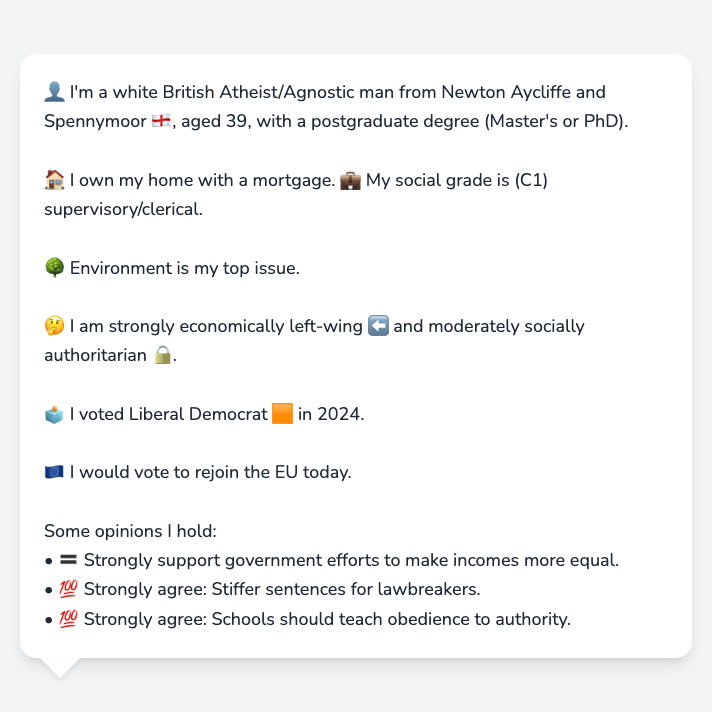 👤 I'm a white British Atheist/Agnostic man from Newton Aycliffe and
Spennymoor 🏴󠁧󠁢󠁥󠁮󠁧󠁿, aged 39, with a postgraduate degree (Master's or PhD).
🏠 I own my home with a mortgage. 💼 My social grade is (C1)
supervisory/clerical.
🌳 Environment is my top issue.
🤔 I am strongly economically left-wing ⬅️ and moderately socially
authoritarian 🔒.
🗳️ I voted Liberal Democrat 🟧 in 2024.
🇪🇺 I would vote to rejoin the EU today.
Some opinions I hold:
• 🟰 Strongly support government efforts to make incomes more equal.
• 💯 Strongly agree: Stiffer sentences for lawbreakers.
• 💯 Strongly agree: Schools should teach obedience to authority.